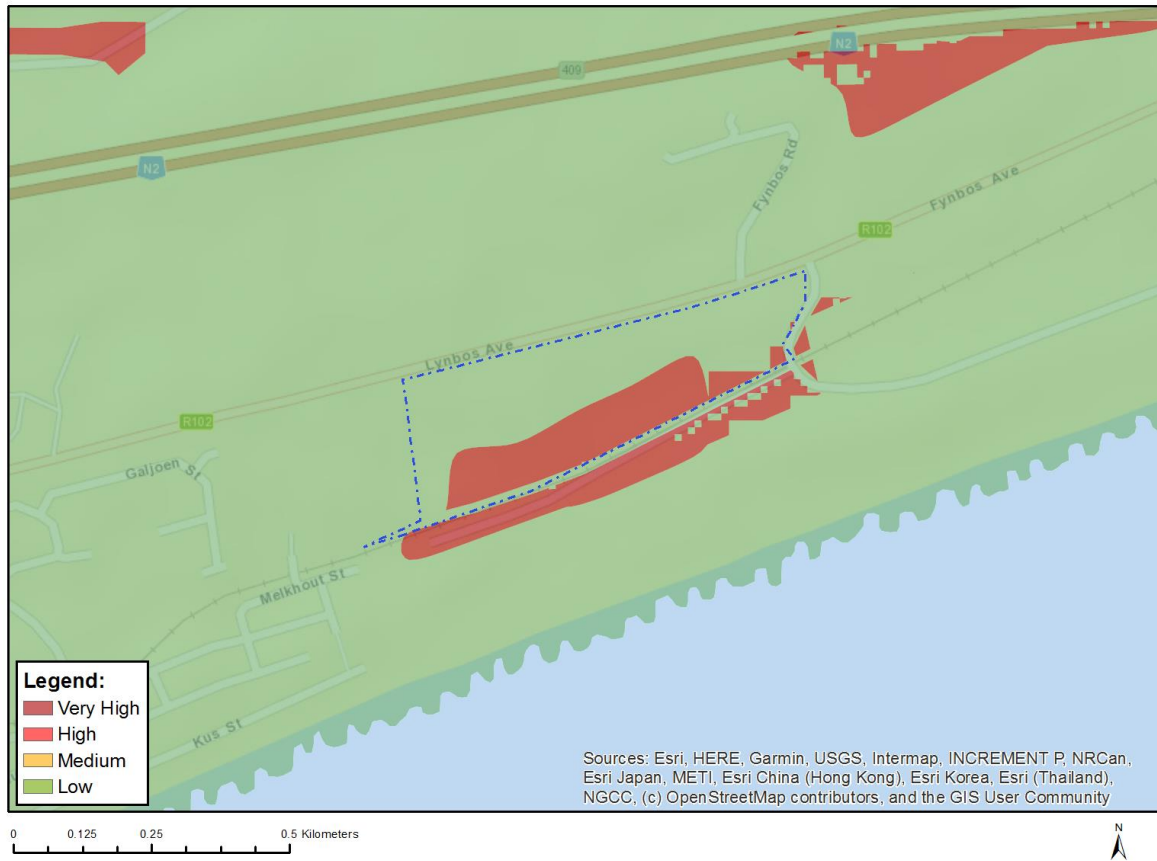 N2
409
N2
Fynbos Rd
Fynbos Ave
R102
Lynbos Ave
R102
Galjoen St
Melkhout St
Kus St
Legend:
Very High
High
Medium
Low
Sources: Esri, HERE, Garmin, USGS, Intermap, INCREMENT P, NRCan,
Esri Japan, METI, Esri China (Hong Kong), Esri Korea, Esri (Thailand),
NGCC, (c) OpenStreetMap contributors, and the GIS User Community
0 0.125 0.25 0.5 Kilometers
N